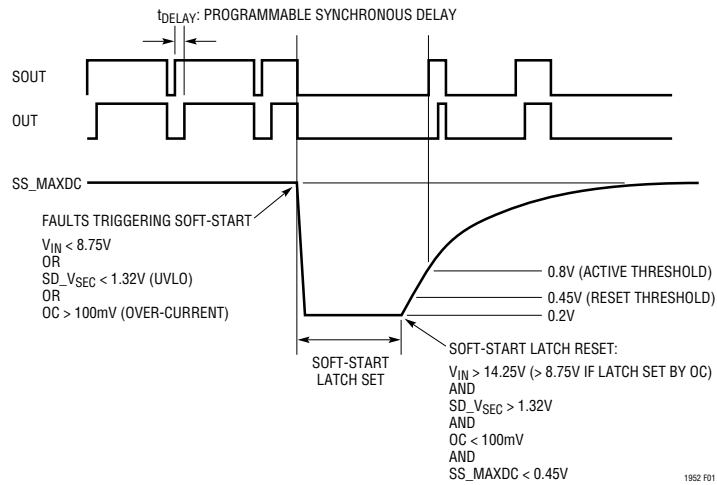 tDELAY: PROGRAMMABLE SYNCHRONOUS DELAY
SOUT
OUT
SS_MAXDC
FAULTS TRIGGERING SOFT-START
VIN < 8.75V
OR
SD_VSEC < 1.32V (UVLO)
OR
OC > 100mV (OVER-CURRENT)
0.8V (ACTIVE THRESHOLD)
0.45V (RESET THRESHOLD)
0.2V
SOFT-START
LATCH SET
SOFT-START LATCH RESET:
VIN > 14.25V (> 8.75V IF LATCH SET BY OC)
AND
SD_VSEC > 1.32V
AND
OC < 100mV
AND
SS_MAXDC < 0.45V
1952 F01